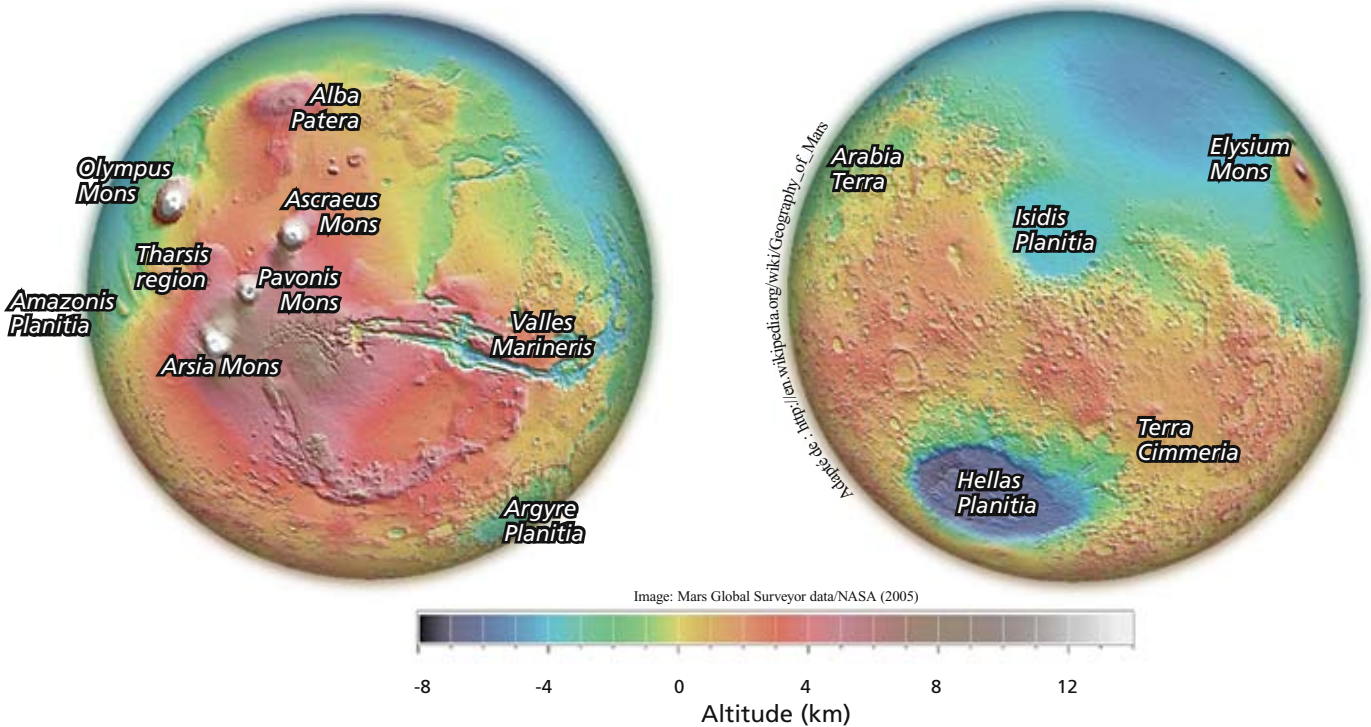 Alba
Patera
Olympus
Mons
Ascraeus
Mons
Tharsis
region
Pavonis
Mons
Amazonis
Planitia
Arsia Mons
Valles
Marineris
Argyre
Planitia
Adapté de : http://en.wikipedia.org/wiki/Geography_of_Mars
Arabia
Terra
Elysium
Mons
Isidis
Planitia
Terra
Cimmeria
Hellas
Planitia
Image: Mars Global Surveyor data/NASA (2005)
-8 -4 0 4 8 12
Altitude (km)